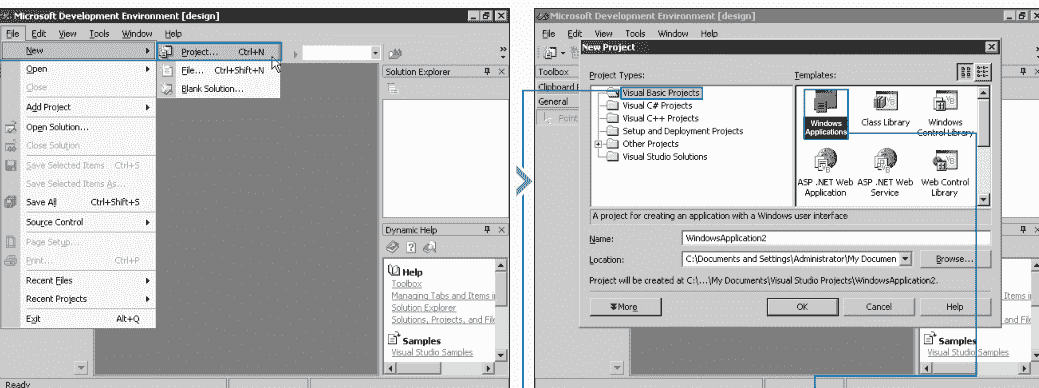 Microsoft Development Environment [design]
File Edit View Tools Window Help
New
Project... Ctrl+N
Open
File... Ctrl+Shift+N
Close
Blank Solution...
Add Project
Open Solution...
Close Solution
Save Selected Items Ctrl+S
Save Selected Items As...
Save All Ctrl+Shift+S
Source Control
Page Setup...
Print... Ctrl+P
Recent Files
Recent Projects
Exit Alt+Q
Solution Explorer
Dynamic Help
Help
Toolbox
Managing Tabs and Items
Solution Explorer
Solutions, Projects, and File
Samples
Visual Studio Samples
Ready
Microsoft Development Environment [design]
File Edit View Tools Window Help
Toolbox
Clipboard
General
Point
New Project
Project Types:
Visual Basic Projects
Visual C# Projects
Visual C++ Projects
Setup and Deployment Projects
Other Projects
Visual Studio Solutions
Templates:
Windows Applications
Class Library
Windows Control Library
ASP .NET Web Application
ASP .NET Web Service
Web Control Library
A project for creating an application with a Windows user interface
Name: WindowsApplication2
Location: C:\Documents and Settings\Administrator\My Documen Browse...
Project will be created at C:\...\My Documents\Visual Studio Projects\WindowsApplication2.
More OK Cancel Help
Items
and File
Samples
Visual Studio Samples